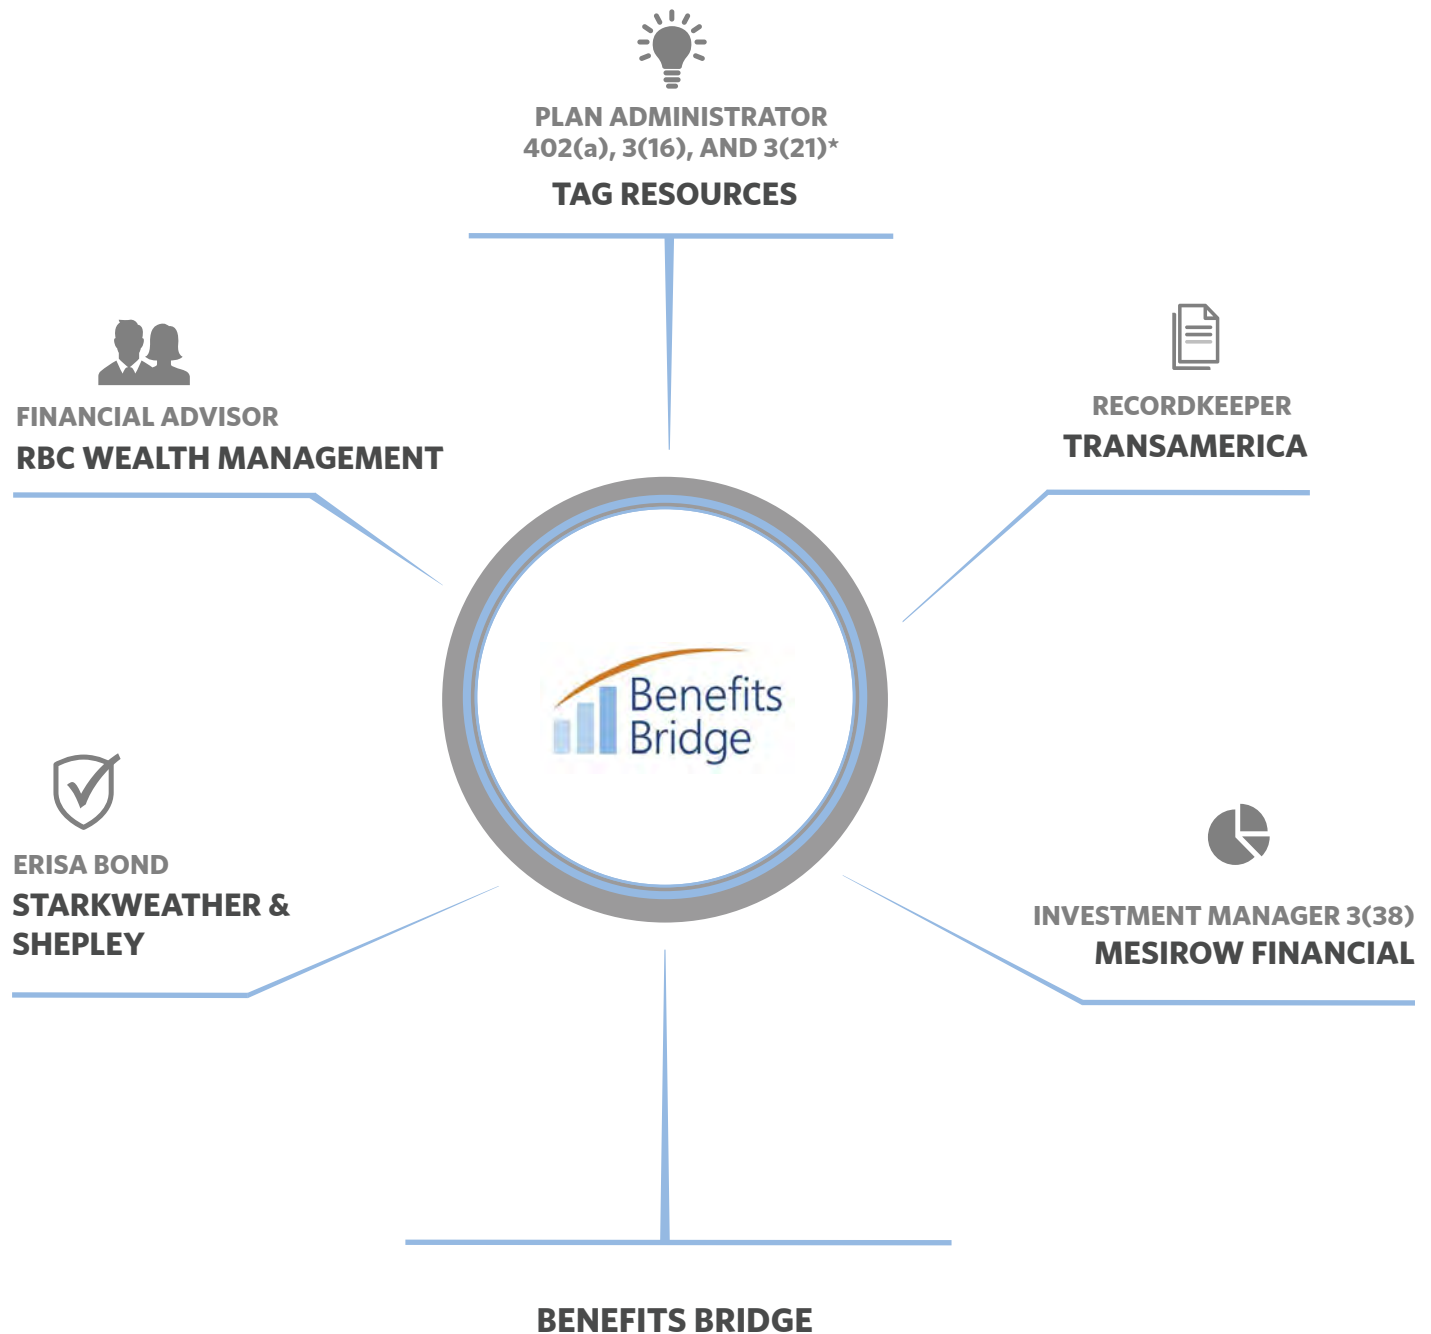 PLAN ADMINISTRATOR
402(a), 3(16), AND 3(21)*
TAG RESOURCES
FINANCIAL ADVISOR
RBC WEALTH MANAGEMENT
RECORDKEEPER
TRANSAMERICA
Benefits
Bridge
ERISA BOND
STARKWEATHER &
SHEPLEY
INVESTMENT MANAGER 3(38)
MESIROW FINANCIAL
BENEFITS BRIDGE